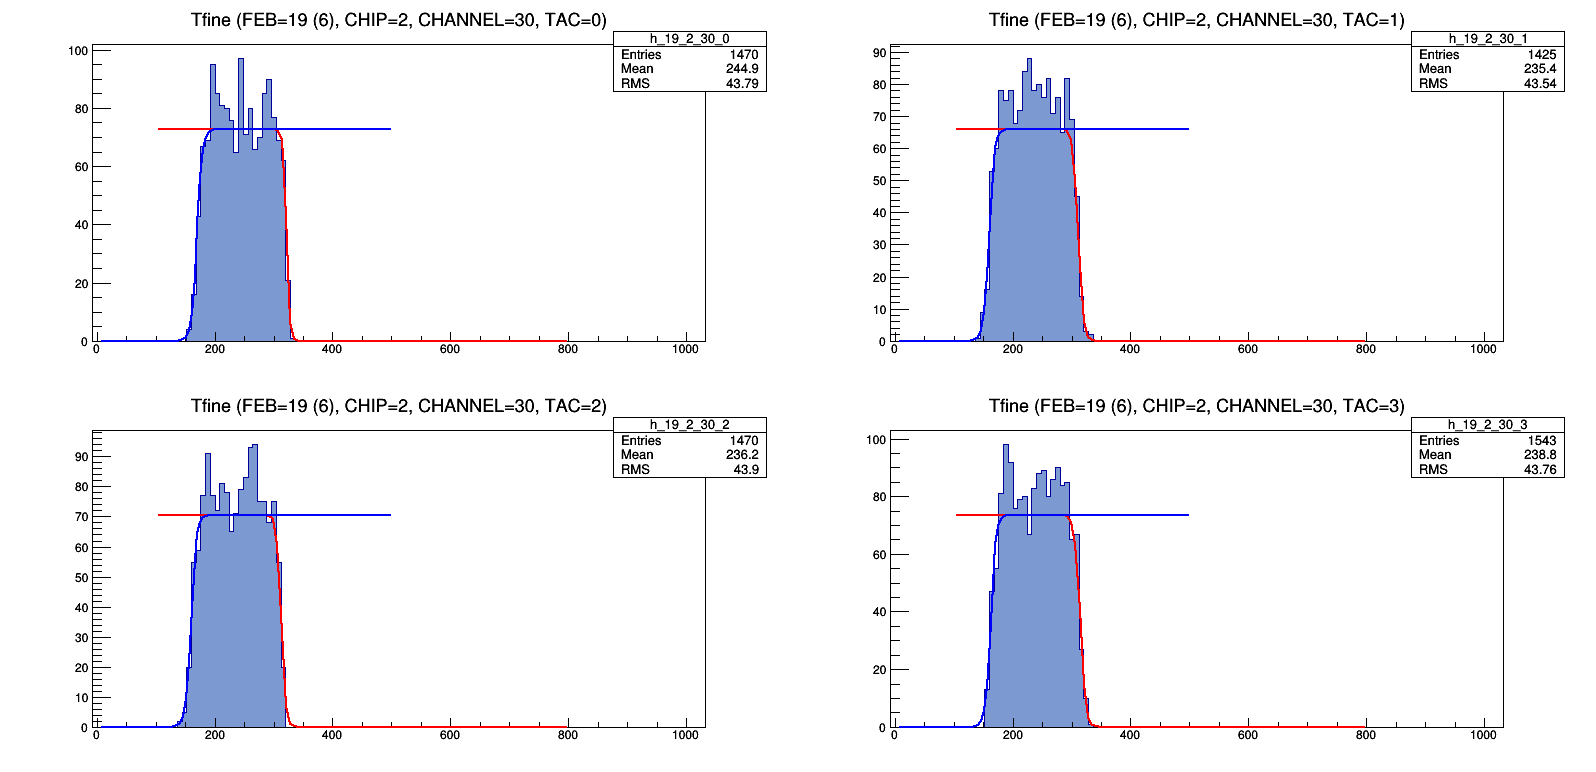 Tfine (FEB=19 (6), CHIP=2, CHANNEL=30, TAC=0)
h_19_2_30_0
Entries 1470
Mean 244.9
RMS 43.79
100
80
60
40
20
0
0 200 400 600 800 1000
Tfine (FEB=19 (6), CHIP=2, CHANNEL=30, TAC=1)
h_19_2_30_1
Entries 1425
Mean 235.4
RMS 43.54
90
80
70
60
50
40
30
20
10
0
0 200 400 600 800 1000
Tfine (FEB=19 (6), CHIP=2, CHANNEL=30, TAC=2)
h_19_2_30_2
Entries 1470
Mean 236.2
RMS 43.9
90
80
70
60
50
40
30
20
10
0
0 200 400 600 800 1000
Tfine (FEB=19 (6), CHIP=2, CHANNEL=30, TAC=3)
h_19_2_30_3
Entries 1543
Mean 238.8
RMS 43.76
100
80
60
40
20
0
0 200 400 600 800 1000